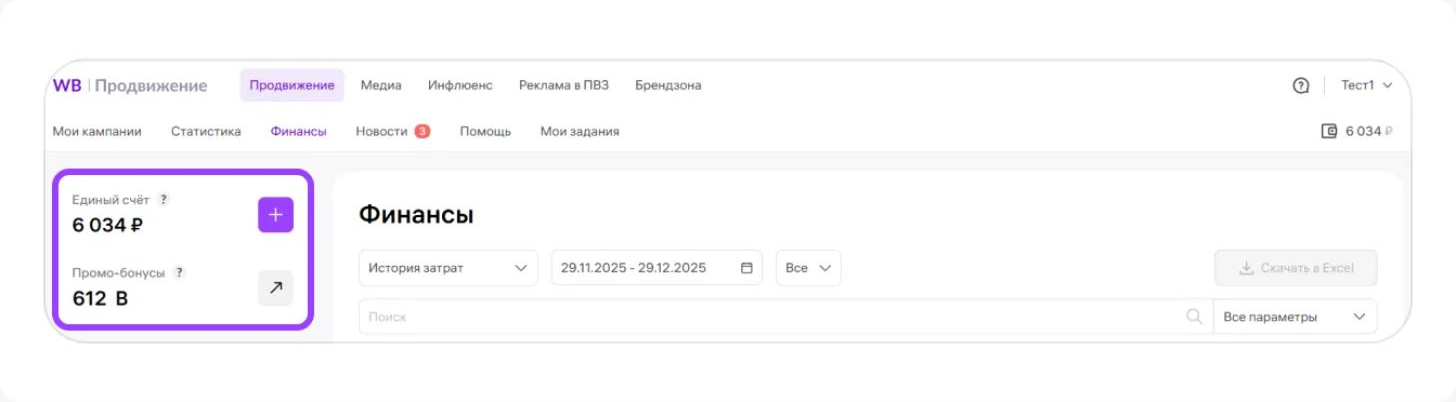 WB | Продвижение Продвижение Медиа Инфлюенс Реклама в ПВЗ Брендзона ? Тест1
Мои кампании Статистика Финансы Новости 3 Помощь Мои задания 6 034 ₽
Единый счёт ?
6 034 ₽
Промо-бонусы ?
612 B
Финансы
История затрат 29.11.2025 - 29.12.2025 Все Скачать в Excel
Поиск Все параметры